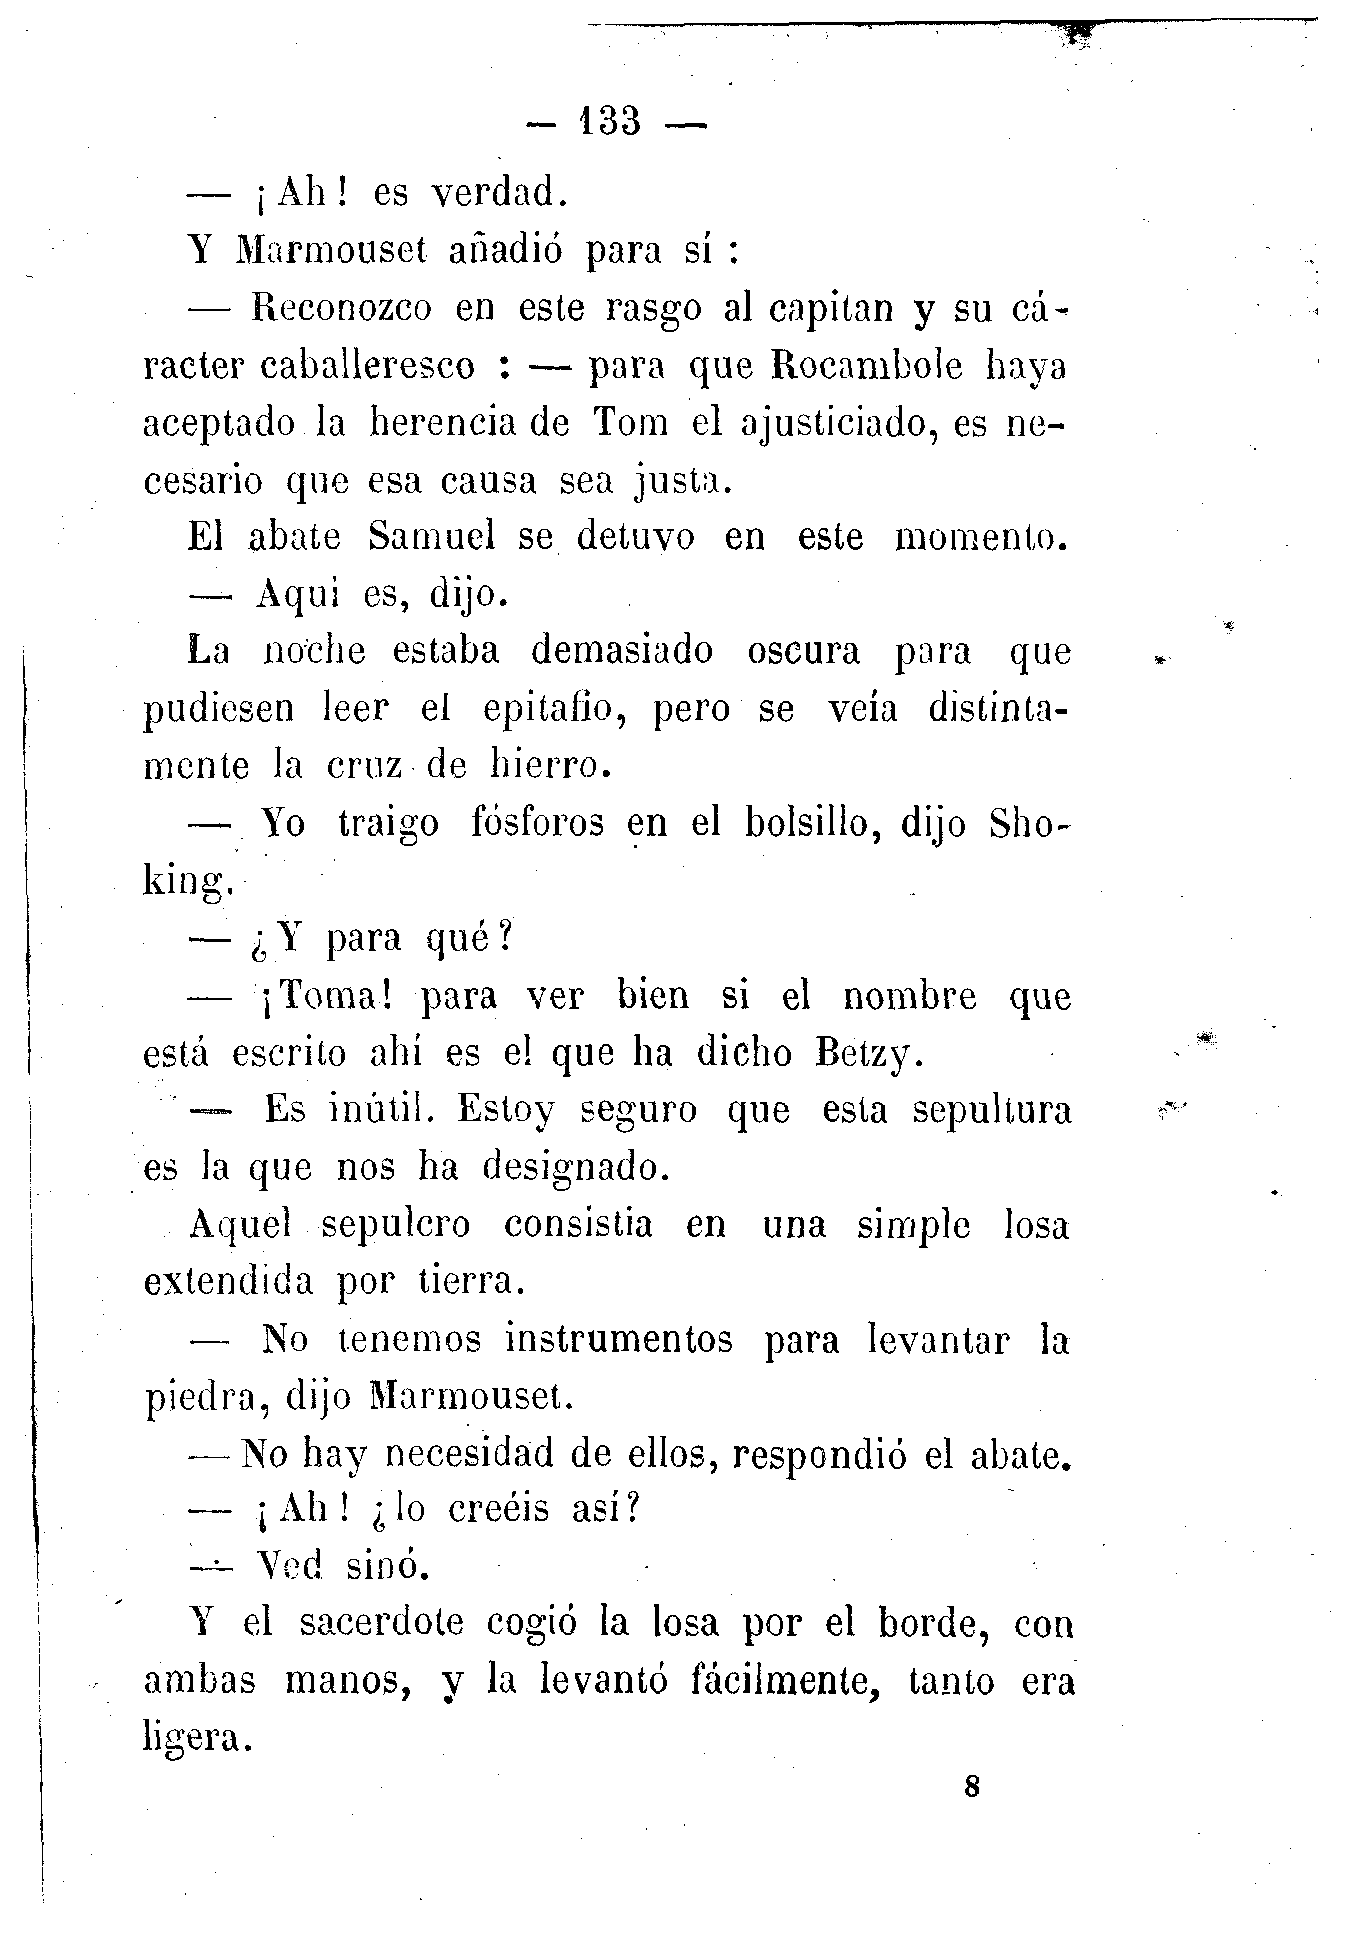 — 133 —
— ¡Ah! es verdad.
Y Marmouset añadió para sí :
— Reconozco en este rasgo al capitan y su cá-
racter caballeresco : — para que Rocambole haya
aceptado la herencia de Tom el ajusticiado, es ne-
cesario que esa causa sea justa.
El abate Samuel se detuvo en este momento.
— Aqui es, dijo.
La noche estaba demasiado oscura para que
pudiesen leer el epitafio, pero se veía distinta-
mente la cruz de hierro.
— Yo traigo fósforos en el bolsillo, dijo Sho-
king.
— ¿Y para qué?
— ¡Toma! para ver bien si el nombre que
está escrito ahí es el que ha dicho Betzy.
— Es inútil. Estoy seguro que esta sepultura
es la que nos ha designado.
Aquel sepulcro consistia en una simple losa
extendida por tierra.
— No tenemos instrumentos para levantar la
piedra, dijo Marmouset.
— No hay necesidad de ellos, respondió el abate.
— ¡Ah! ¿lo creéis así?
— Ved sinó.
Y el sacerdote cogió la losa por el borde, con
ambas manos, y la levantó fácilmente, tanto era
ligera.
8